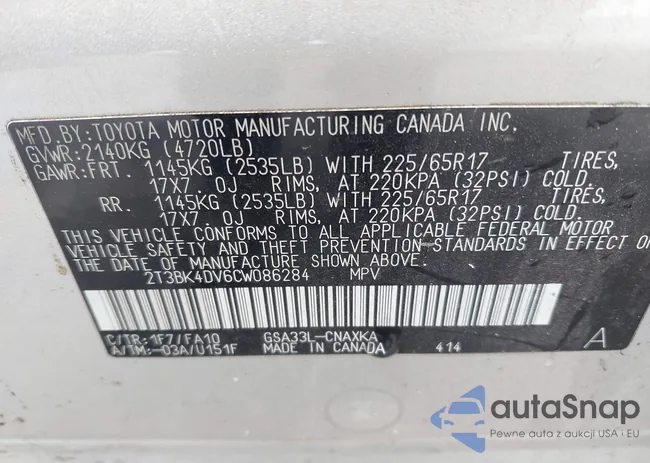 MFD. BY: TOYOTA MOTOR MANUFACTURING CANADA INC.
GVWR: 2140KG (4720LB)
GAWR: FRT. 1145KG (2535LB) WITH 225/65R17 TIRES,
17X7. OJ RIMS, AT 220KPA (32PSI) COLD.
RR. 1145KG (2535LB) WITH 225/65R17 TIRES,
17X7. OJ RIMS, AT 220KPA (32PSI) COLD.
THIS VEHICLE CONFORMS TO ALL APPLICABLE FEDERAL MOTOR
VEHICLE SAFETY AND THEFT PREVENTION STANDARDS IN EFFECT
THE DATE OF MANUFACTURE SHOWN ABOVE.
2T3BK4DV6CW086284 MPV
C/TR: 1F7/FA10 GSA33L-CNAXKA
A/TM: -03A/U151F MADE IN CANADA 414 A
autoSnap
Pewne auta z aukcji USA i EU